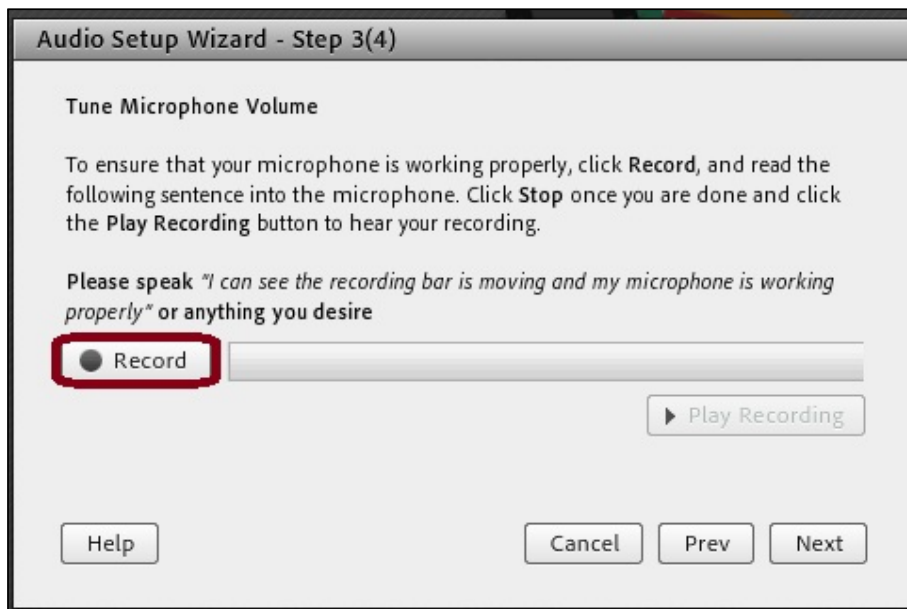 Audio Setup Wizard - Step 3(4)
Tune Microphone Volume
To ensure that your microphone is working properly, click Record, and read the
following sentence into the microphone. Click Stop once you are done and click
the Play Recording button to hear your recording.
Please speak "I can see the recording bar is moving and my microphone is working
properly" or anything you desire
Record
Play Recording
Help
Cancel
Prev
Next